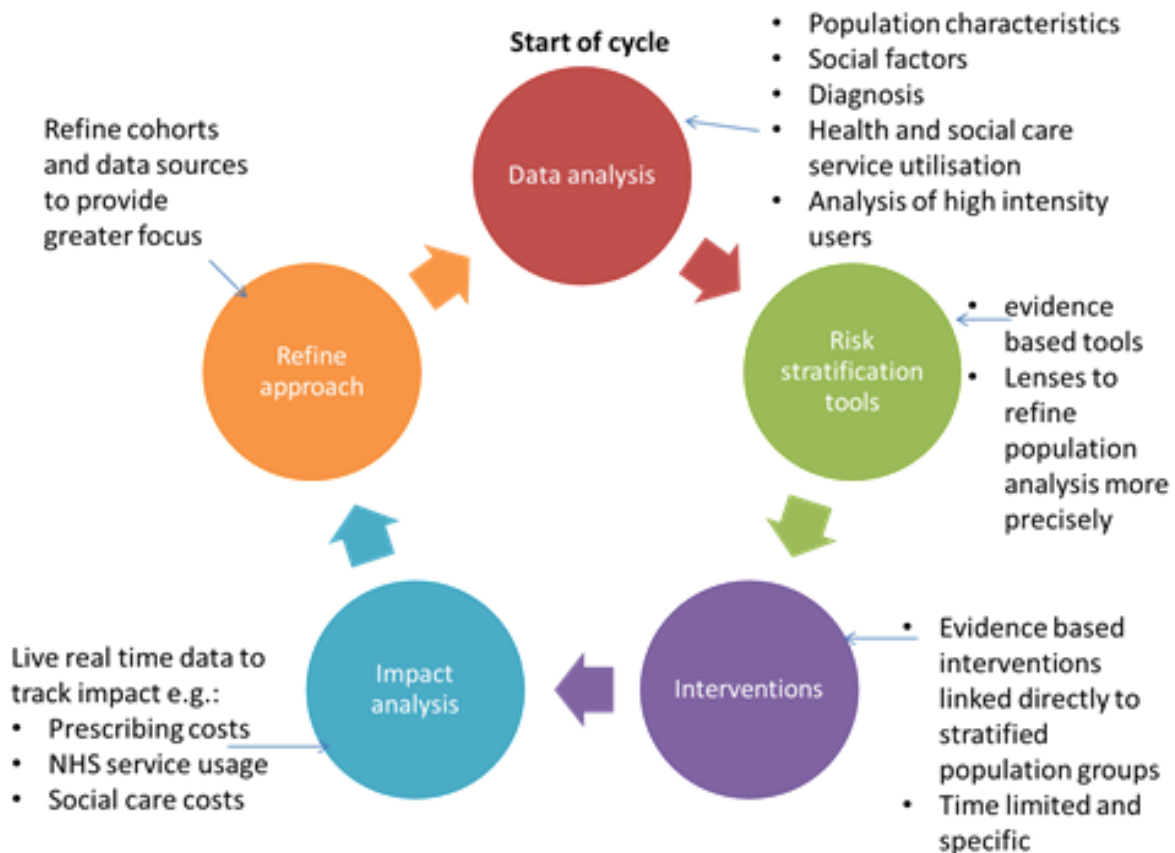 Start of cycle
Data analysis
• Population characteristics
• Social factors
• Diagnosis
• Health and social care
service utilisation
• Analysis of high intensity
users
Risk
stratification
tools
• evidence
based tools
• Lenses to
refine
population
analysis more
precisely
Interventions
• Evidence based
interventions
linked directly to
stratified
population groups
• Time limited and
specific
Impact
analysis
Live real time data to
track impact e.g.:
• Prescribing costs
• NHS service usage
• Social care costs
Refine
approach
Refine cohorts
and data sources
to provide
greater focus